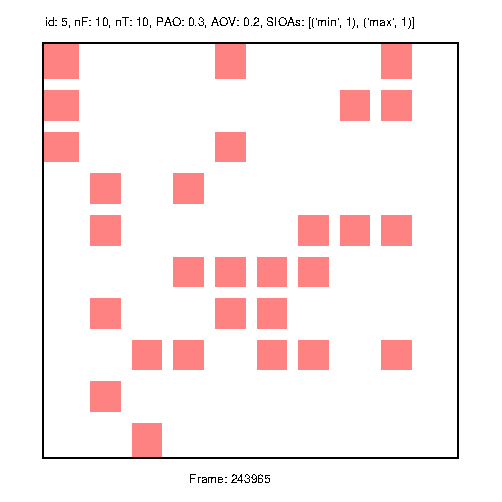 id: 5, nF: 10, nT: 10, PAO: 0.3, AOV: 0.2, SIOAs: [('min', 1), ('max', 1)]
Frame: 243965